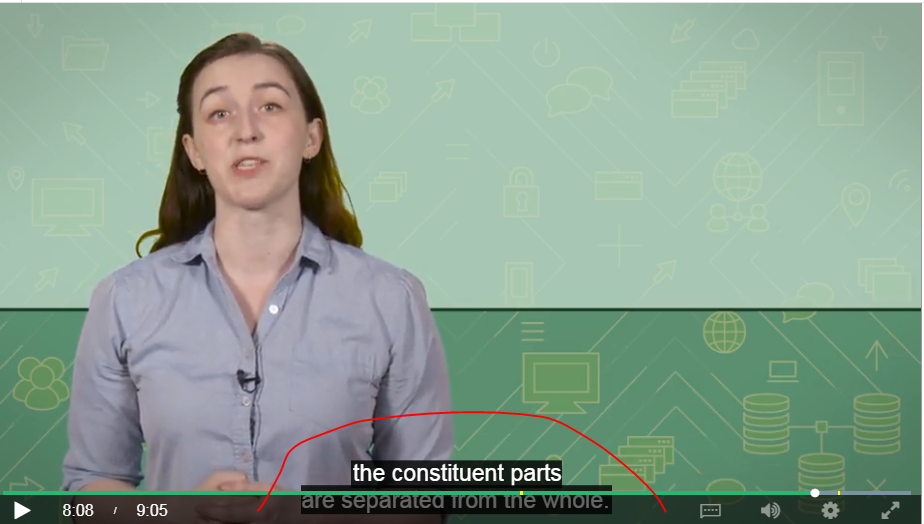 the constituent parts
are separated from the whole.
8:08 / 9:05